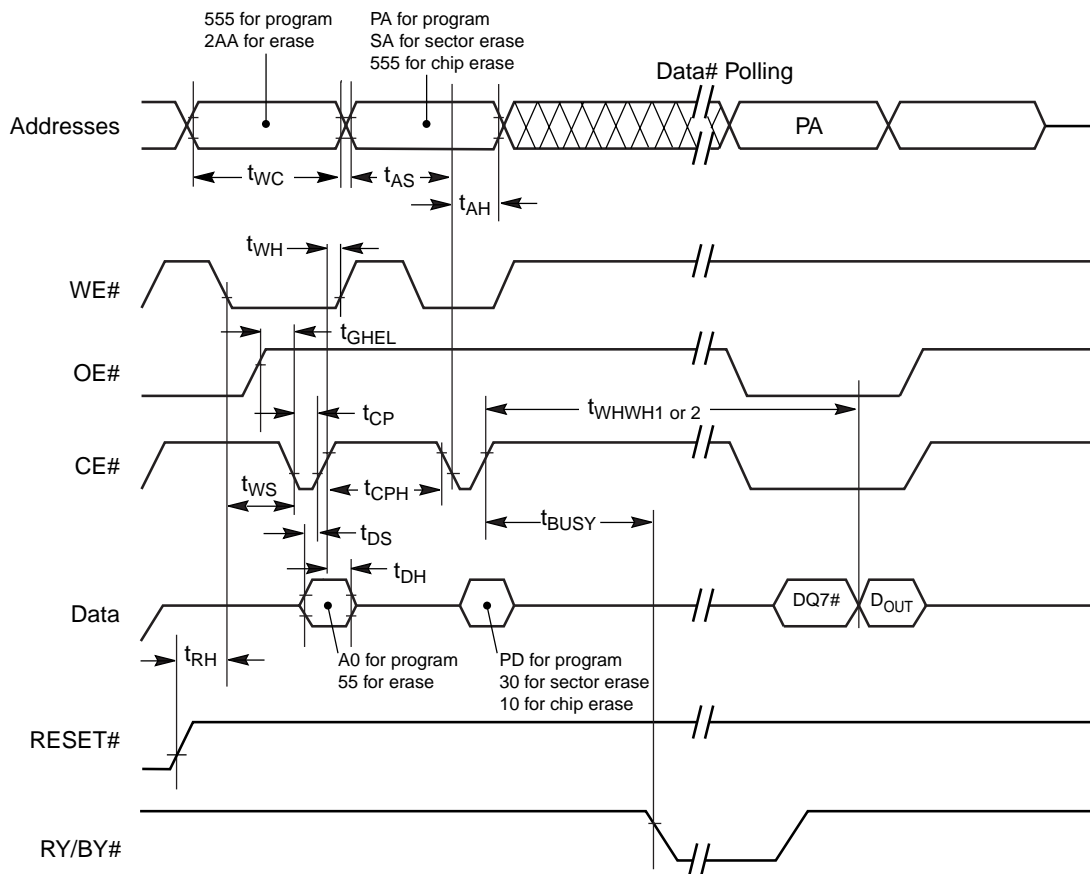 555 for program
2AA for erase
PA for program
SA for sector erase
555 for chip erase
Data# Polling
Addresses
PA
tWC
tAS
tAH
tWH
WE#
tGHEL
OE#
tWHWH1 or 2
tCP
CE#
tWS
tCPH
tBUSY
tDS
tDH
Data
DQ7#
DOUT
tRH
A0 for program
55 for erase
PD for program
30 for sector erase
10 for chip erase
RESET#
RY/BY#